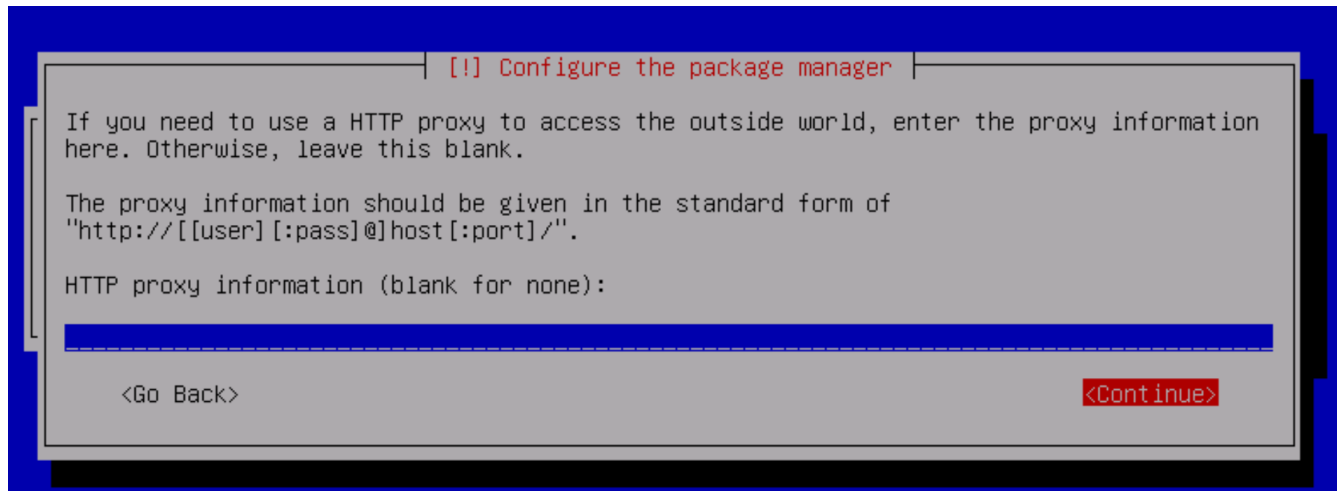 [!] Configure the package manager
If you need to use a HTTP proxy to access the outside world, enter the proxy information
here. Otherwise, leave this blank.
The proxy information should be given in the standard form of
"http://[[user][:pass]@]host[:port]/".
HTTP proxy information (blank for none):
<Go Back>
<Continue>